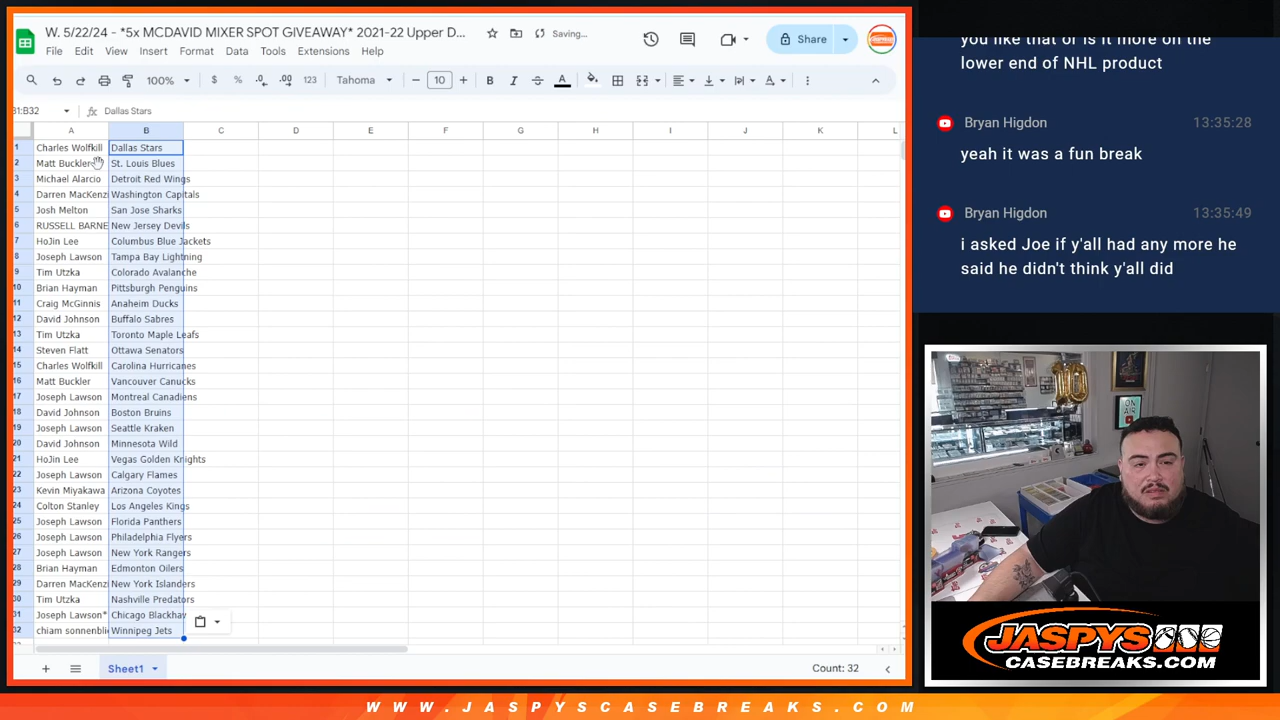 W. 5/22/24 - *5x MCDAVID MIXER SPOT GIVEAWAY* 2021-22 Upper D...
Saving...
File Edit View Insert Format Data Tools Extensions Help
Share
100% $ % .0 .00 123 Tahoma 10 B I A
1:B32 fx Dallas Stars
A B C D E F G H I J K L
1 Charles Wolfkill Dallas Stars
2 Matt Buckler St. Louis Blues
3 Michael Alarcio Detroit Red Wings
4 Darren MacKenzi Washington Capitals
5 Josh Melton San Jose Sharks
6 RUSSELL BARNE New Jersey Devils
7 HoJin Lee Columbus Blue Jackets
8 Joseph Lawson Tampa Bay Lightning
9 Tim Utzka Colorado Avalanche
10 Brian Hayman Pittsburgh Penguins
11 Craig McGinnis Anaheim Ducks
12 David Johnson Buffalo Sabres
13 Tim Utzka Toronto Maple Leafs
14 Steven Flatt Ottawa Senators
15 Charles Wolfkill Carolina Hurricanes
16 Matt Buckler Vancouver Canucks
17 Joseph Lawson Montreal Canadiens
18 David Johnson Boston Bruins
19 Joseph Lawson Seattle Kraken
20 David Johnson Minnesota Wild
21 HoJin Lee Vegas Golden Knights
22 Joseph Lawson Calgary Flames
23 Kevin Miyakawa Arizona Coyotes
24 Colton Stanley Los Angeles Kings
25 Joseph Lawson Florida Panthers
26 Joseph Lawson Philadelphia Flyers
27 Joseph Lawson New York Rangers
28 Brian Hayman Edmonton Oilers
29 Darren MacKenzi New York Islanders
30 Tim Utzka Nashville Predators
31 Joseph Lawson* Chicago Blackhav
32 chiam sonnenbli Winnipeg Jets
Sheet1
Count: 32
you like that or is it more on the
lower end of NHL product
Bryan Higdon 13:35:28
yeah it was a fun break
Bryan Higdon 13:35:49
i asked Joe if y'all had any more he
said he didn't think y'all did
10
ON
AIR
JASPYS
CASEBREAKS.COM
WWW.JASPYSCASEBREAKS.COM